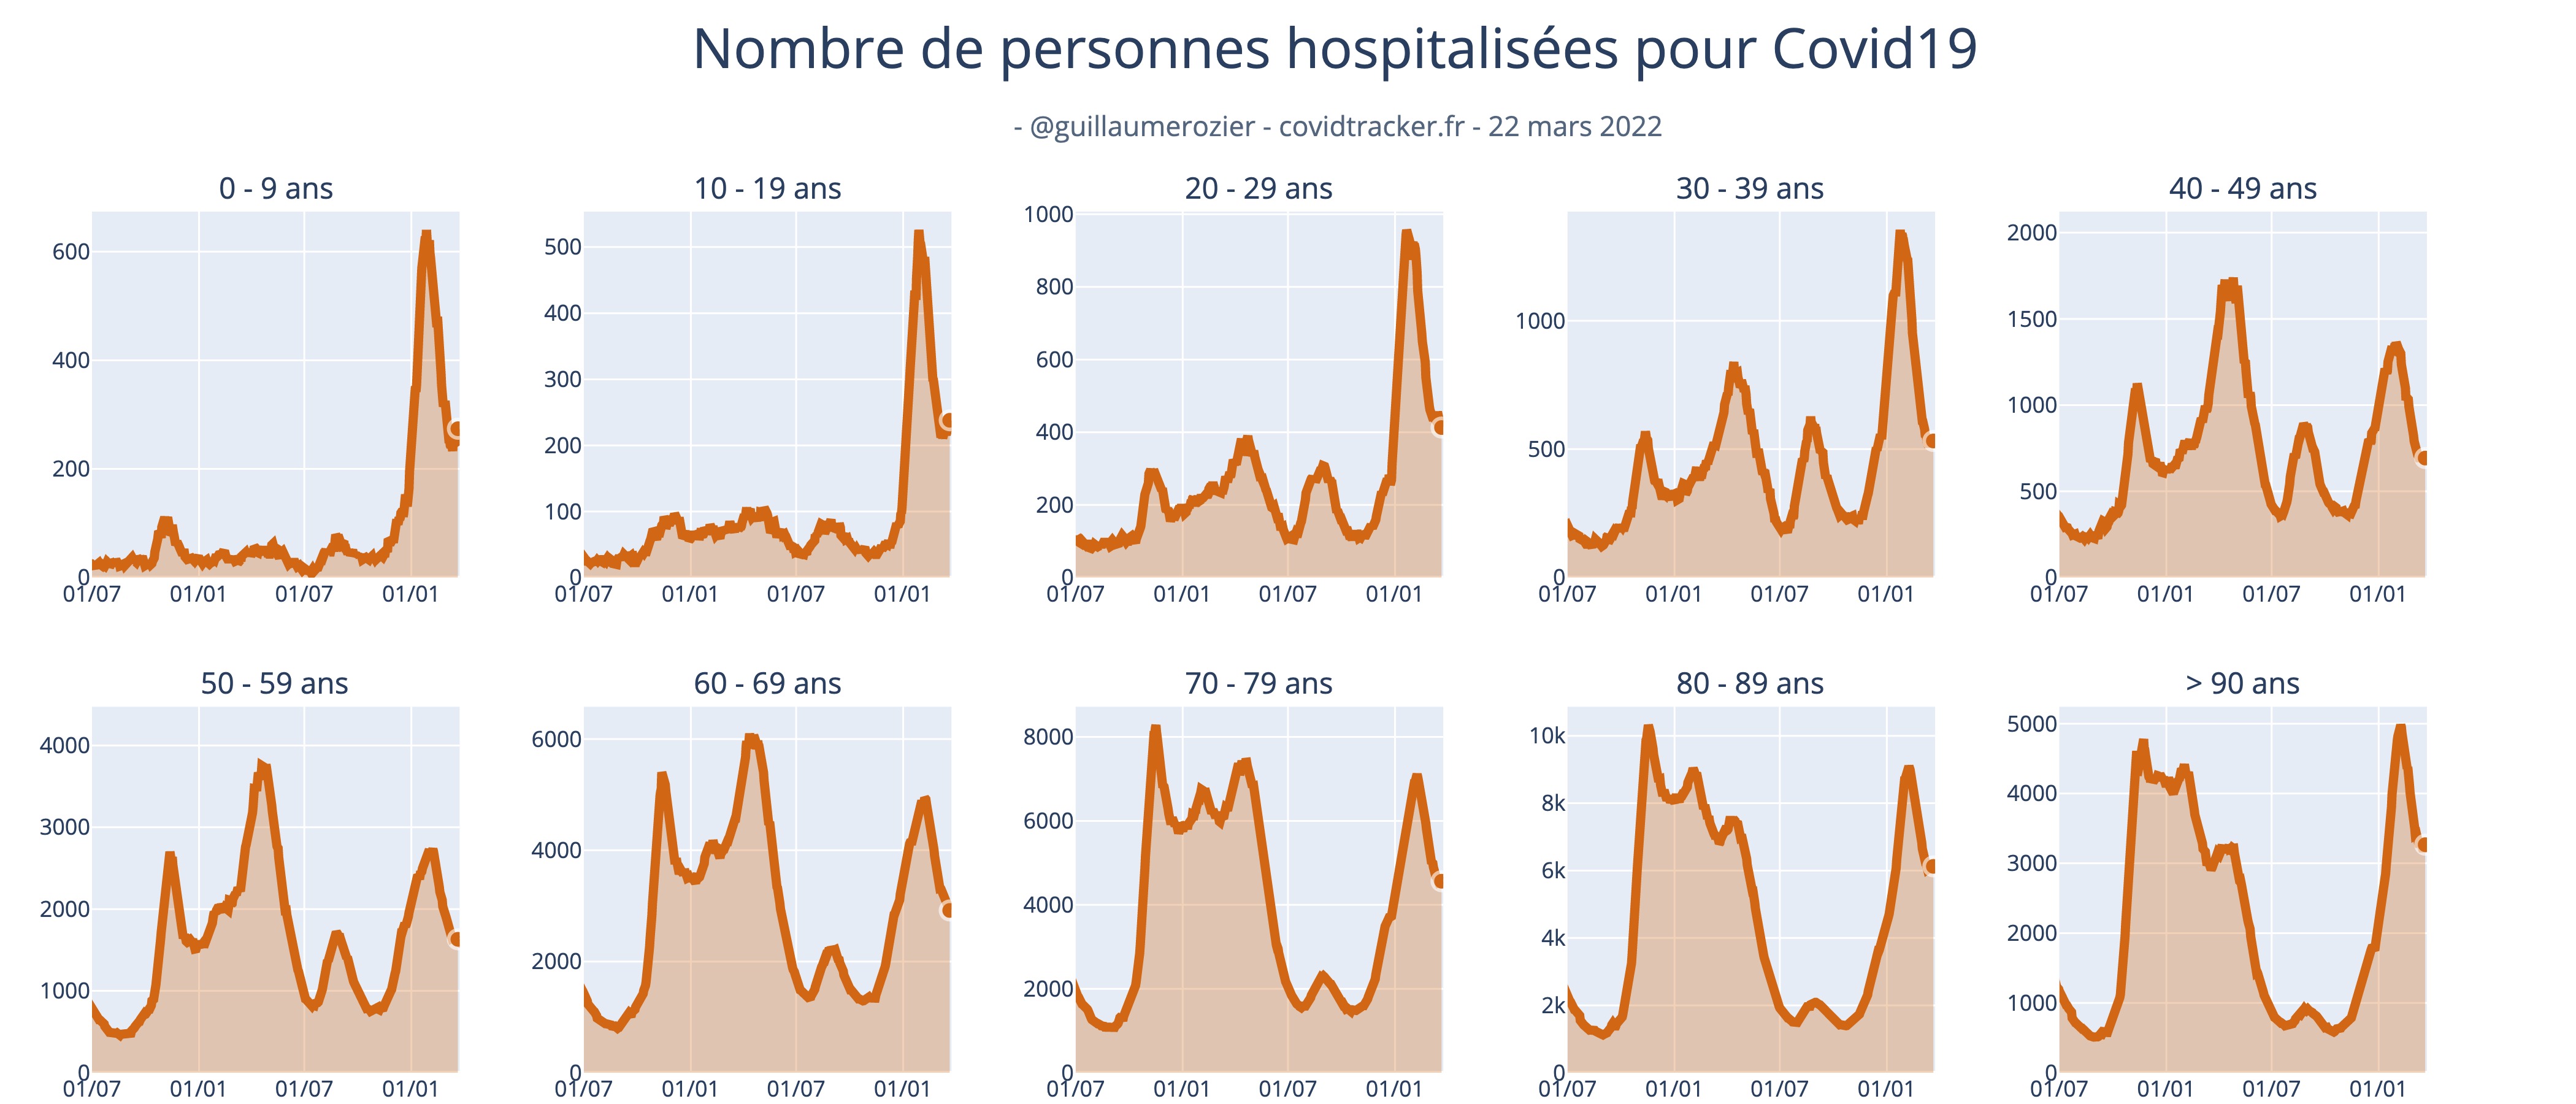 Nombre de personnes hospitalisées pour Covid19
- @guillaumerozier - covidtracker.fr - 22 mars 2022
0 - 9 ans
10 - 19 ans
20 - 29 ans
30 - 39 ans
40 - 49 ans
600
400
200
0
01/07 01/01 01/07 01/01
500
400
300
200
100
0
01/07 01/01 01/07 01/01
1000
800
600
400
200
0
01/07 01/01 01/07 01/01
1000
500
0
01/07 01/01 01/07 01/01
2000
1500
1000
500
0
01/07 01/01 01/07 01/01
50 - 59 ans
60 - 69 ans
70 - 79 ans
80 - 89 ans
> 90 ans
4000
3000
2000
1000
0
01/07 01/01 01/07 01/01
6000
4000
2000
0
01/07 01/01 01/07 01/01
8000
6000
4000
2000
0
01/07 01/01 01/07 01/01
10k
8k
6k
4k
2k
0
01/07 01/01 01/07 01/01
5000
4000
3000
2000
1000
0
01/07 01/01 01/07 01/01